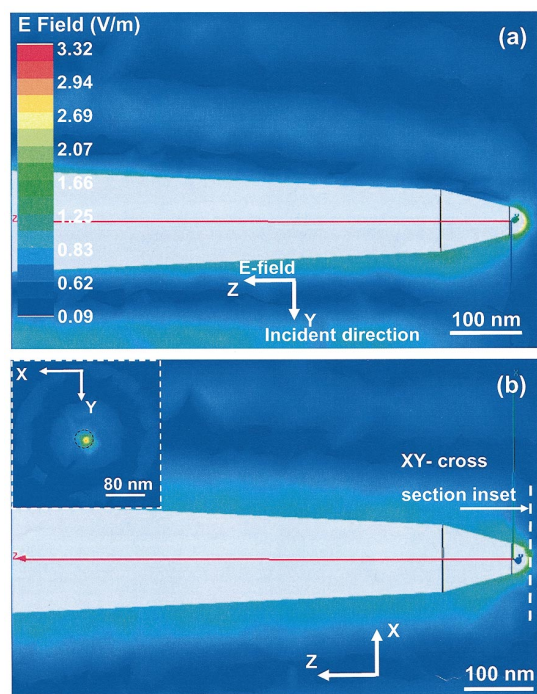 E Field (V/m)
(a)
3.32
2.94
2.69
2.07
1.66
1.25
0.83
0.62
0.09
Z
Y
E-field
Z
Y
Incident direction
100 nm
X
Y
80 nm
(b)
XY- cross
section inset
Z
Y
X
Z
100 nm